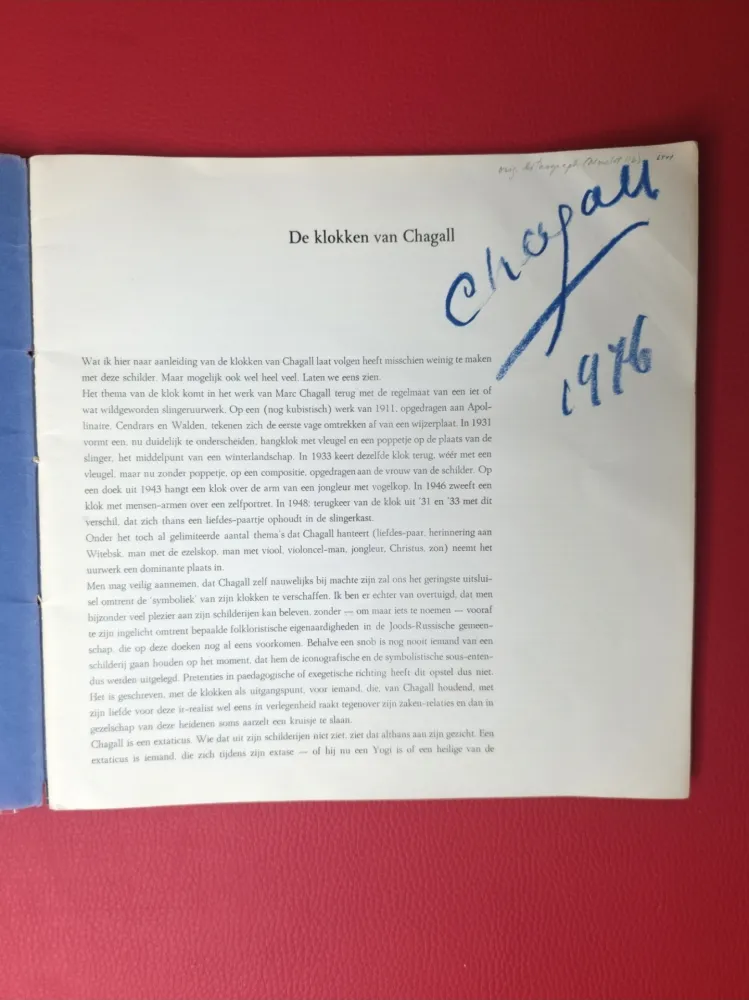 orig.
Chagall
De klokken van Chagall
1976
Wat ik hier naar aanleiding van de klokken van Chagall laat volgen heeft misschien weinig te maken
met deze schilder. Maar mogelijk ook wel heel veel. Laten we eens zien.
Het thema van de klok komt in het werk van Marc Chagall terug met de regelmaat van een iet of
wat wildgeworden slingeruurwerk. Op een (nog kubistisch) werk van 1911, opgedragen aan Apol-
linaire, Cendrars en Walden, tekenen zich de eerste vage omtrekken af van een wijzerplaat. In 1931
vormt een, nu duidelijk te onderscheiden, hangklok met vleugel en een poppetje op de plaats van de
slinger, het middelpunt van een winterlandschap. In 1933 keert dezelfde klok terug, wéér met een
vleugel, maar nu zonder poppetje, op een compositie, opgedragen aan de vrouw van de schilder. Op
een doek uit 1943 hangt een klok over de arm van een jongleur met vogelkop. In 1946 zweeft een
klok met mensen-armen over een zelfportret. In 1948: terugkeer van de klok uit '31 en '33 met dit
verschil, dat zich thans een liefdes-paartje ophoudt in de slingerkast.
Onder het toch al gelimiteerde aantal thema's dat Chagall hanteert (liefdes-paar, herinnering aan
Witebsk, man met de ezelskop, man met viool, violoncel-man, jongleur, Christus, zon) neemt het
uurwerk een dominante plaats in.
Men mag veilig aannemen, dat Chagall zelf nauwelijks bij machte zijn zal ons het geringste uitslui-
sel omtrent de 'symboliek' van zijn klokken te verschaffen. Ik ben er echter van overtuigd, dat men
bijzonder veel plezier aan zijn schilderijen kan beleven, zonder — om maar iets te noemen — vooraf
te zijn ingelicht omtrent bepaalde folkloristische eigenaardigheden in de Joods-Russische gemeen-
schap, die op deze doeken nog al eens voorkomen. Behalve een snob is nog nooit iemand van een
schilderij gaan houden op het moment, dat hem de iconografische en de symbolistische sous-enten-
dus werden uitgelegd. Pretenties in paedagogische of exegetische richting heeft dit opstel dus niet.
Het is geschreven, met de klokken als uitgangspunt, voor iemand, die, van Chagall houdend, met
zijn liefde voor deze ir-realist wel eens in verlegenheid raakt tegenover zijn zaken-relaties en dan in
gezelschap van deze heidenen soms aarzelt een kruisje te slaan.
Chagall is een extaticus. Wie dat uit zijn schilderijen niet ziet, ziet dat althans aan zijn gezicht. Een
extaticus is iemand, die zich tijdens zijn extase — of hij nu een Yogi is of een heilige van de